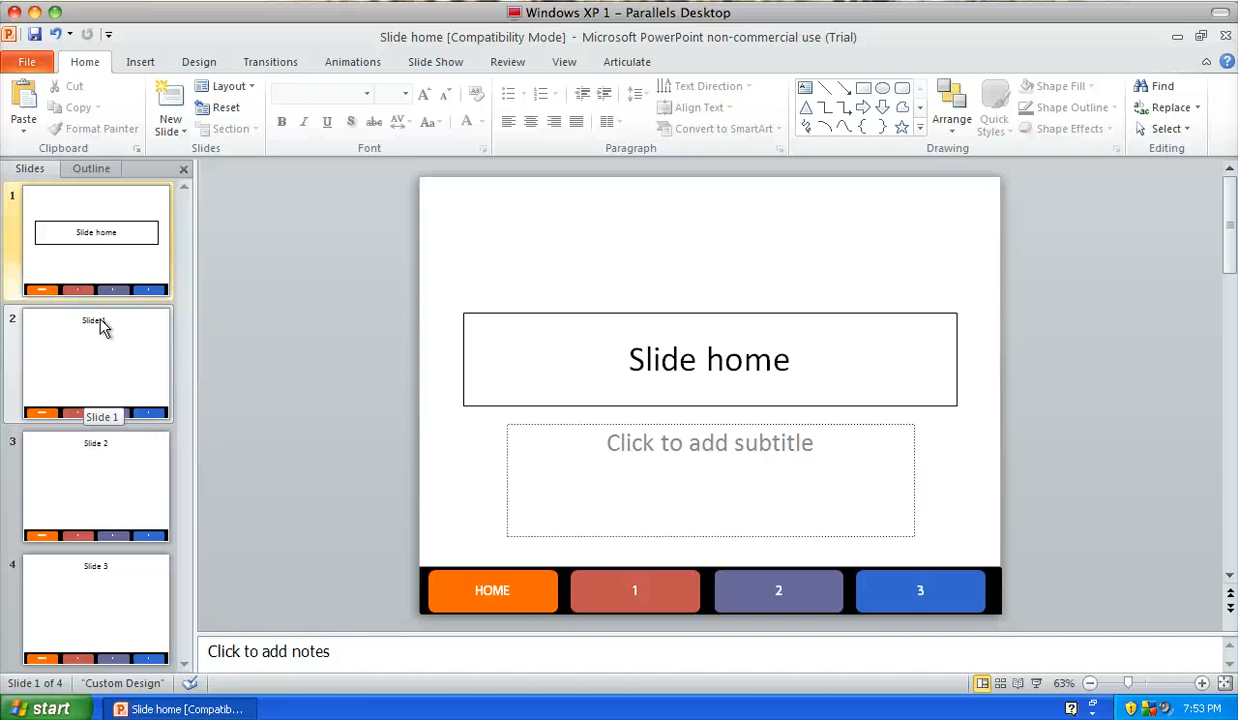 Windows XP 1 - Parallels Desktop
Slide home [Compatibility Mode] - Microsoft PowerPoint non-commercial use (Trial)
File Home Insert Design Transitions Animations Slide Show Review View Articulate
Paste
Cut
Copy
Format Painter
Clipboard
New
Slide
Layout
Reset
Section
Slides
B I U S abc AV Aa A
Font
Text Direction
Align Text
Convert to SmartArt
Paragraph
Arrange
Quick
Styles
Shape Fill
Shape Outline
Shape Effects
Drawing
Find
Replace
Select
Editing
Slides Outline
1
Slide home
2
Slide 1
3
Slide 2
4
Slide 3
Slide home
Click to add subtitle
HOME 1 2 3
Click to add notes
Slide 1 of 4 "Custom Design" 63%
start Slide home [Compatib... 7:53 PM